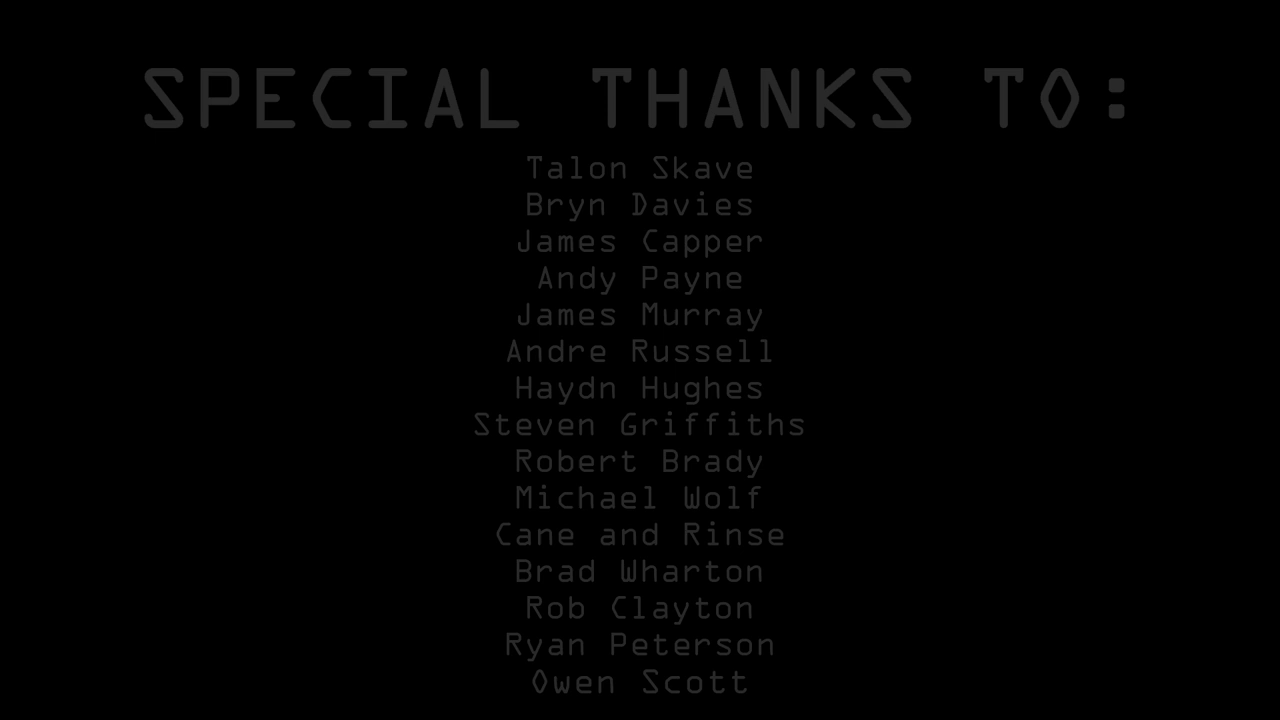 SPECIAL THANKS TO:
Talon Skave
Bryn Davies
James Capper
Andy Payne
James Murray
Andre Russell
Haydn Hughes
Steven Griffiths
Robert Brady
Michael Wolf
Cane and Rinse
Brad Wharton
Rob Clayton
Ryan Peterson
Owen Scott